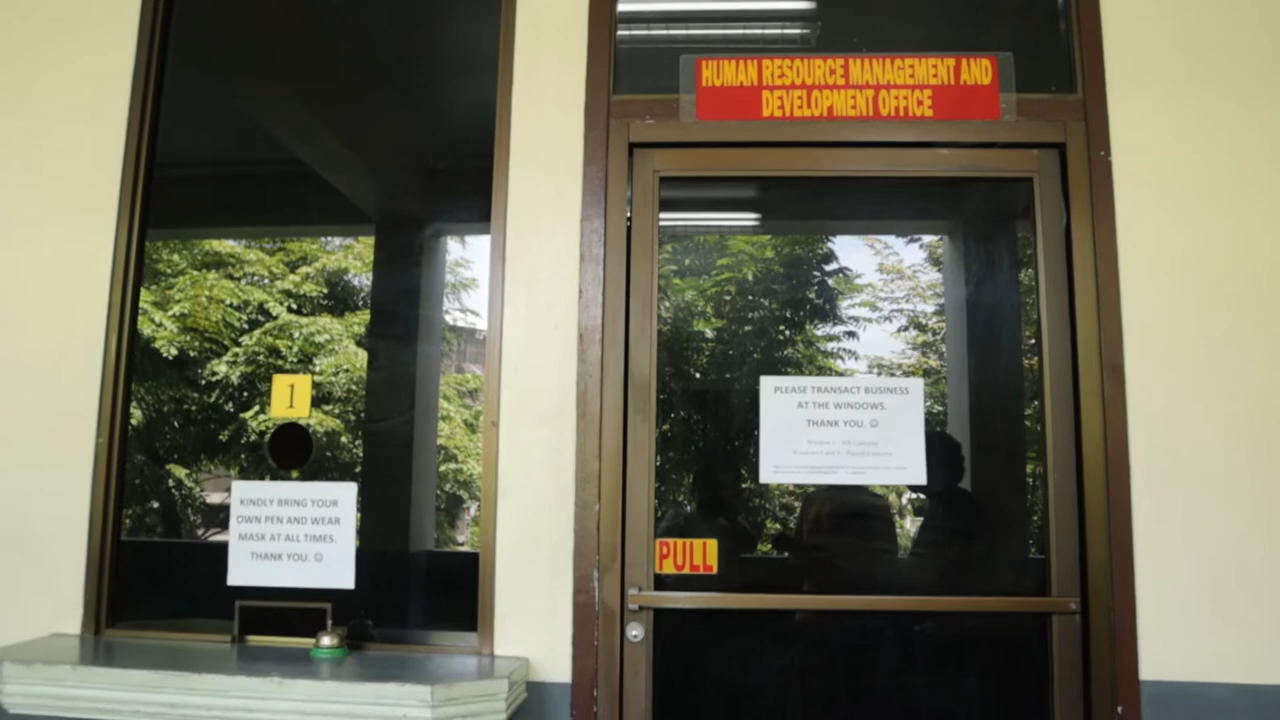 HUMAN RESOURCE MANAGEMENT AND
DEVELOPMENT OFFICE
1
KINDLY BRING YOUR
OWN PEN AND WEAR
MASK AT ALL TIMES.
THANK YOU. ☺
PLEASE TRANSACT BUSINESS
AT THE WINDOWS.
THANK YOU. ☺
PULL